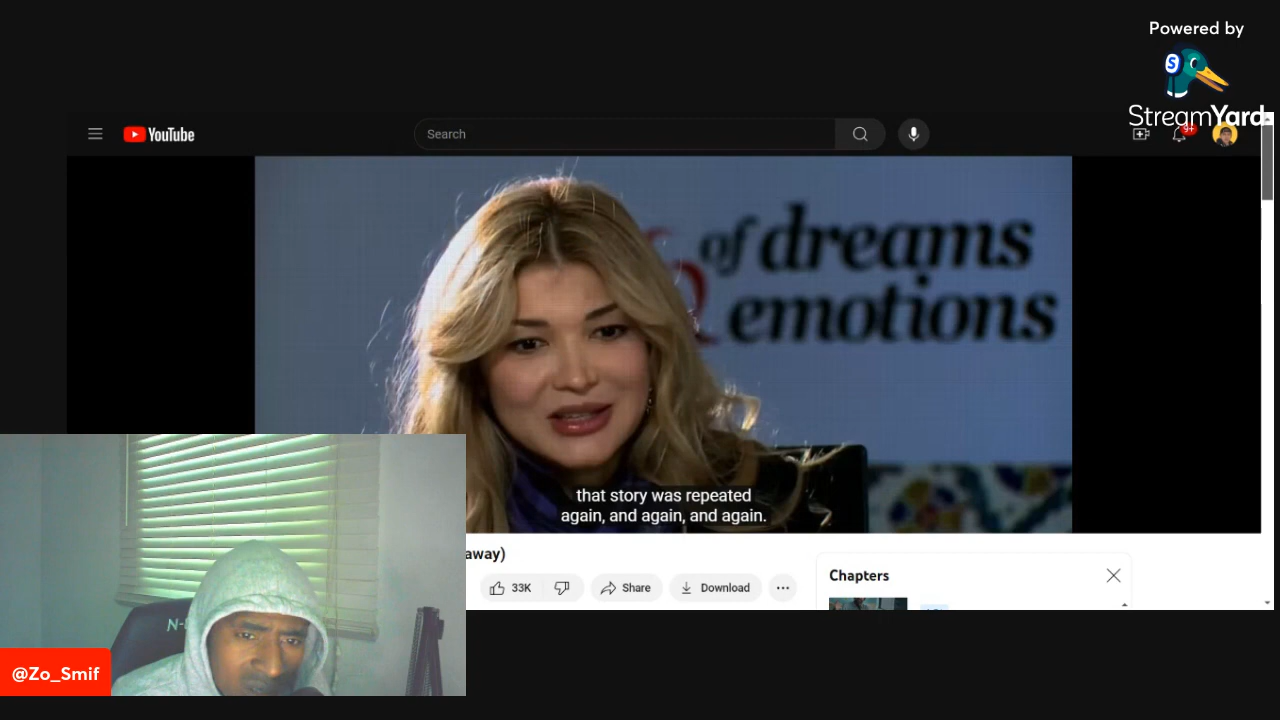 Powered by
StreamYard
YouTube
Search
9+
of dreams
emotions
that story was repeated
again, and again, and again.
away)
33K
Share
Download
Chapters
@Zo_Smif